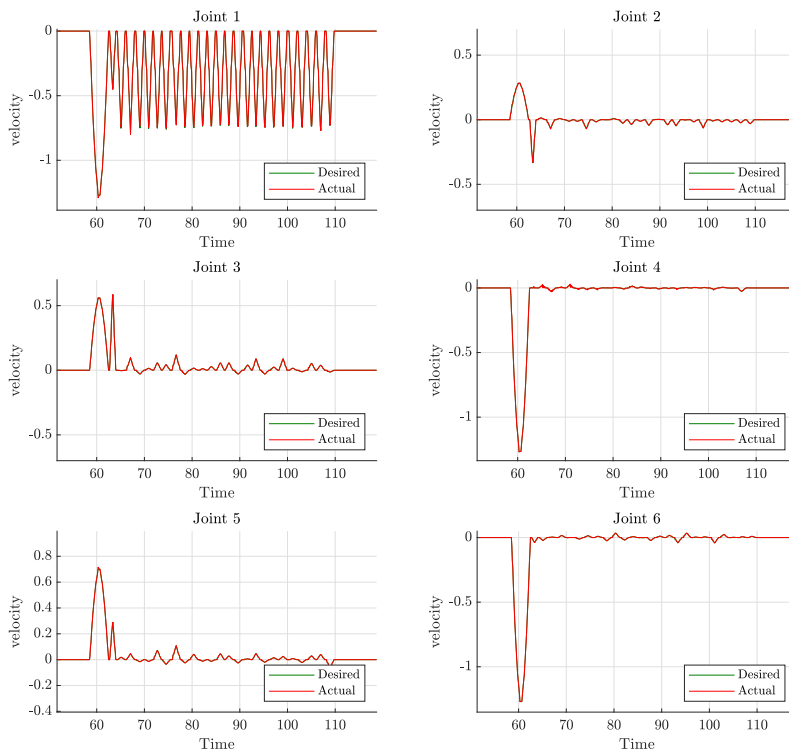 Joint 1
0
-0.5
-1
velocity
60 70 80 90 100 110
Time
Desired
Actual
Joint 2
0.5
0
-0.5
velocity
60 70 80 90 100 110
Time
Desired
Actual
Joint 3
0.5
0
-0.5
velocity
60 70 80 90 100 110
Time
Desired
Actual
Joint 4
0
-0.5
-1
velocity
60 70 80 90 100 110
Time
Desired
Actual
Joint 5
0.8
0.6
0.4
0.2
0
-0.2
-0.4
velocity
60 70 80 90 100 110
Time
Desired
Actual
Joint 6
0
-0.5
-1
velocity
60 70 80 90 100 110
Time
Desired
Actual